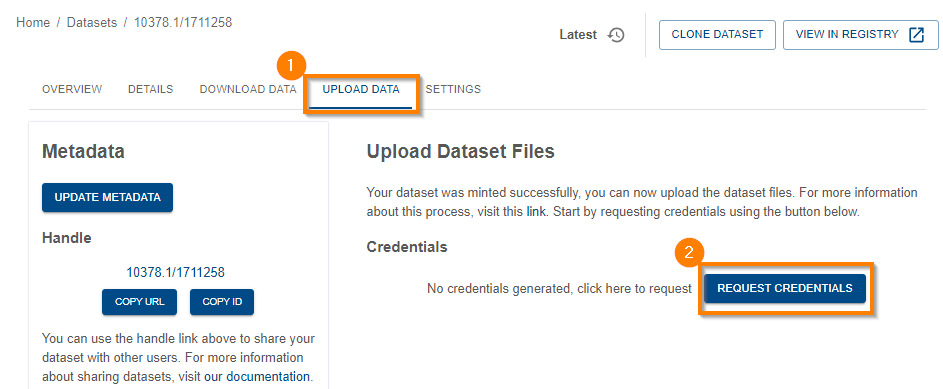 Home / Datasets / 10378.1/1711258
Latest
CLONE DATASET
VIEW IN REGISTRY
1
OVERVIEW DETAILS DOWNLOAD DATA UPLOAD DATA SETTINGS
Metadata
UPDATE METADATA
Handle
10378.1/1711258
COPY URL COPY ID
You can use the handle link above to share your
dataset with other users. For more information
about sharing datasets, visit our documentation.
Upload Dataset Files
Your dataset was minted successfully, you can now upload the dataset files. For more information
about this process, visit this link. Start by requesting credentials using the button below.
Credentials
2
No credentials generated, click here to request
REQUEST CREDENTIALS